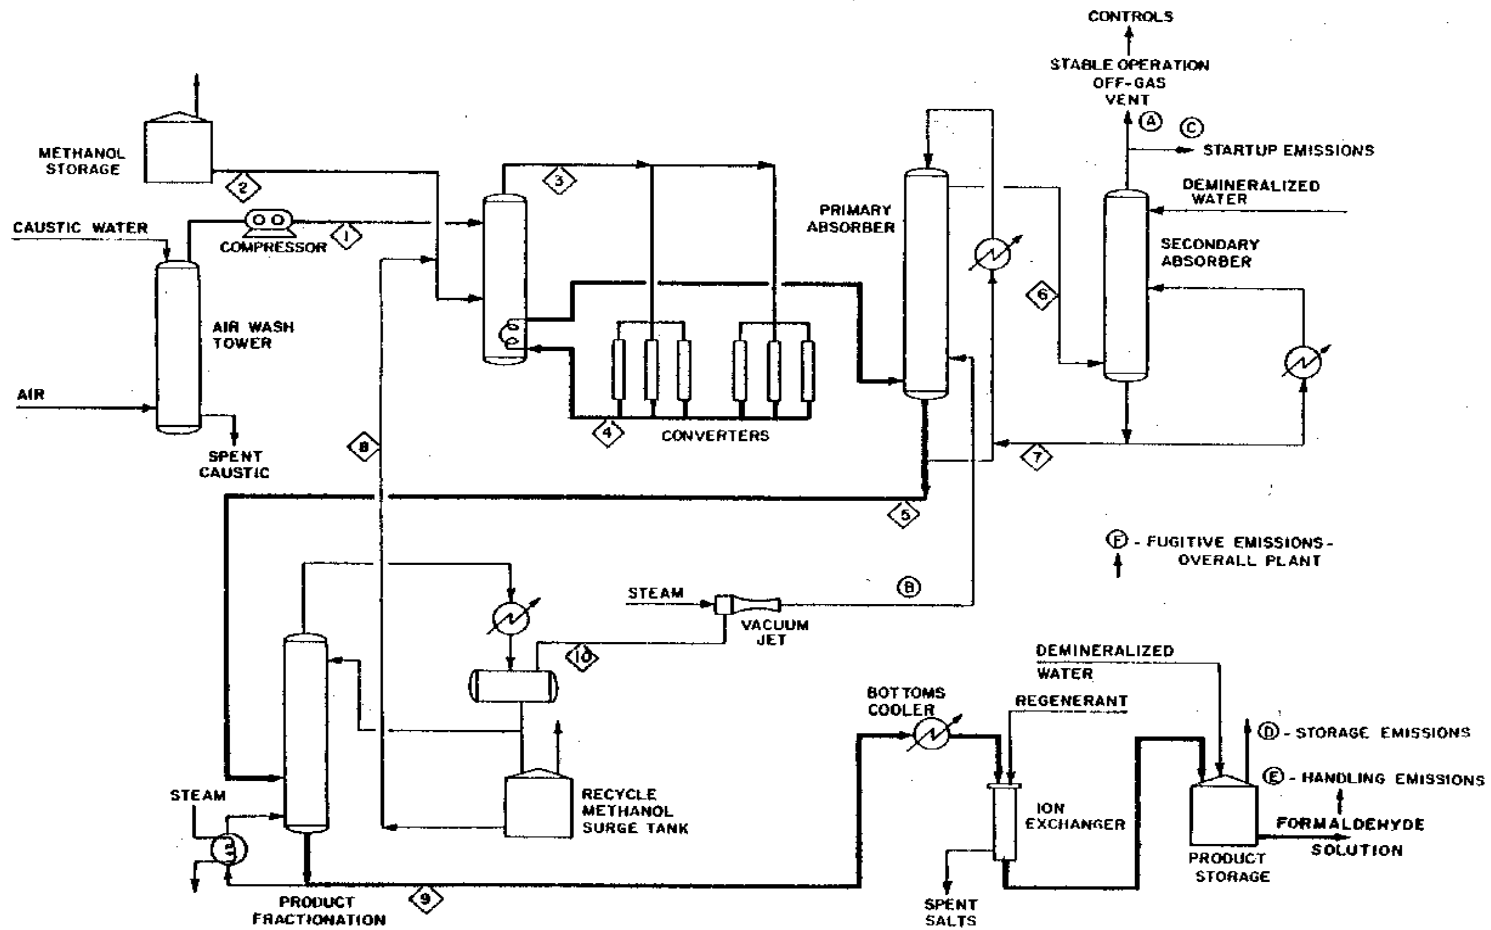 CONTROLS
STABLE OPERATION
OFF-GAS
VENT
A
C
STARTUP EMISSIONS
METHANOL
STORAGE
2
3
DEMINERALIZED
WATER
PRIMARY
ABSORBER
CAUSTIC WATER
COMPRESSOR
1
SECONDARY
ABSORBER
6
AIR WASH
TOWER
AIR
4
CONVERTERS
8
7
SPENT
CAUSTIC
5
F - FUGITIVE EMISSIONS -
OVERALL PLANT
STEAM
B
VACUUM
JET
10
DEMINERALIZED
WATER
BOTTOMS
COOLER
REGENERANT
D - STORAGE EMISSIONS
E - HANDLING EMISSIONS
STEAM
RECYCLE
METHANOL
SURGE TANK
ION
EXCHANGER
FORMALDEHYDE
SOLUTION
PRODUCT
STORAGE
9
PRODUCT
FRACTIONATION
SPENT
SALTS